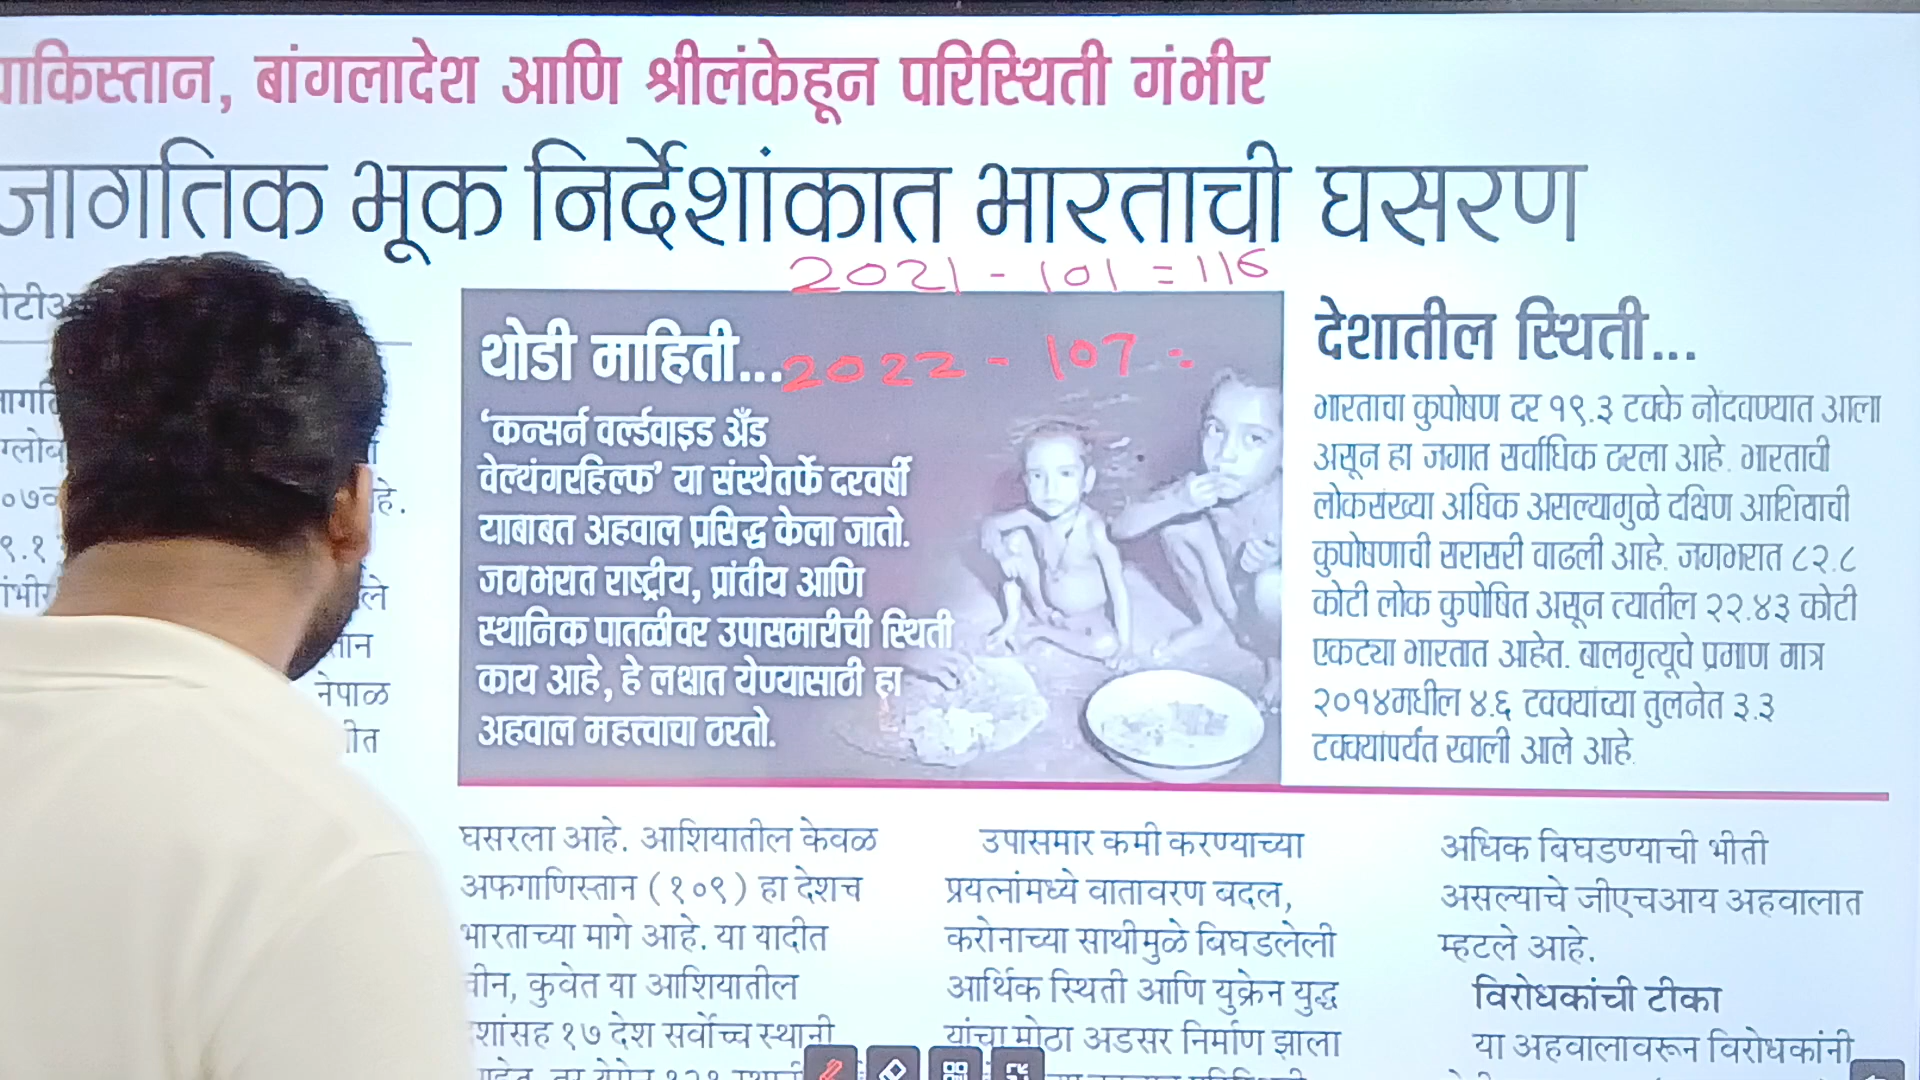 पाकिस्तान, बांगलादेश आणि श्रीलंकेहून परिस्थिती गंभीर
जागतिक भूक निर्देशांकात भारताची घसरण
2021 - 101 = 116
थोडी माहिती...
2022 - 107 =
'कन्सर्न वर्ल्डवाइड अँड
वेल्थंगरहिल्फ' या संस्थेतर्फे दरवर्षी
याबाबत अहवाल प्रसिद्ध केला जातो.
जगभरात राष्ट्रीय, प्रांतीय आणि
स्थानिक पातळीवर उपासमारीची स्थिती
काय आहे, हे लक्षात येण्यासाठी हा
अहवाल महत्त्वाचा ठरतो.
देशातील स्थिती...
भारताचा कुपोषण दर १९.३ टक्के नोंदवण्यात आला
असून हा जगात सर्वाधिक ठरला आहे. भारताची
लोकसंख्या अधिक असल्यामुळे दक्षिण आशियाची
कुपोषणाची सरासरी वाढली आहे. जगभरात ८२.८
कोटी लोक कुपोषित असून त्यातील २२.४३ कोटी
एकट्या भारतात आहेत. बालमृत्यूचे प्रमाण मात्र
२०१४मधील ४.६ टक्क्यांच्या तुलनेत ३.३
टक्क्यांपर्यंत खाली आले आहे.
नेपाळ
घसरला आहे. आशियातील केवळ
अफगाणिस्तान (१०९) हा देशच
भारताच्या मागे आहे. या यादीत
चीन, कुवेत या आशियातील
देशांसह १७ देश सर्वोच्च स्थानी
उपासमार कमी करण्याच्या
प्रयत्नांमध्ये वातावरण बदल,
करोनाच्या साथीमुळे बिघडलेली
आर्थिक स्थिती आणि युक्रेन युद्ध
यांचा मोठा अडसर निर्माण झाला
अधिक बिघडण्याची भीती
असल्याचे जीएचआय अहवालात
म्हटले आहे.
विरोधकांची टीका
या अहवालावरून विरोधकांनी